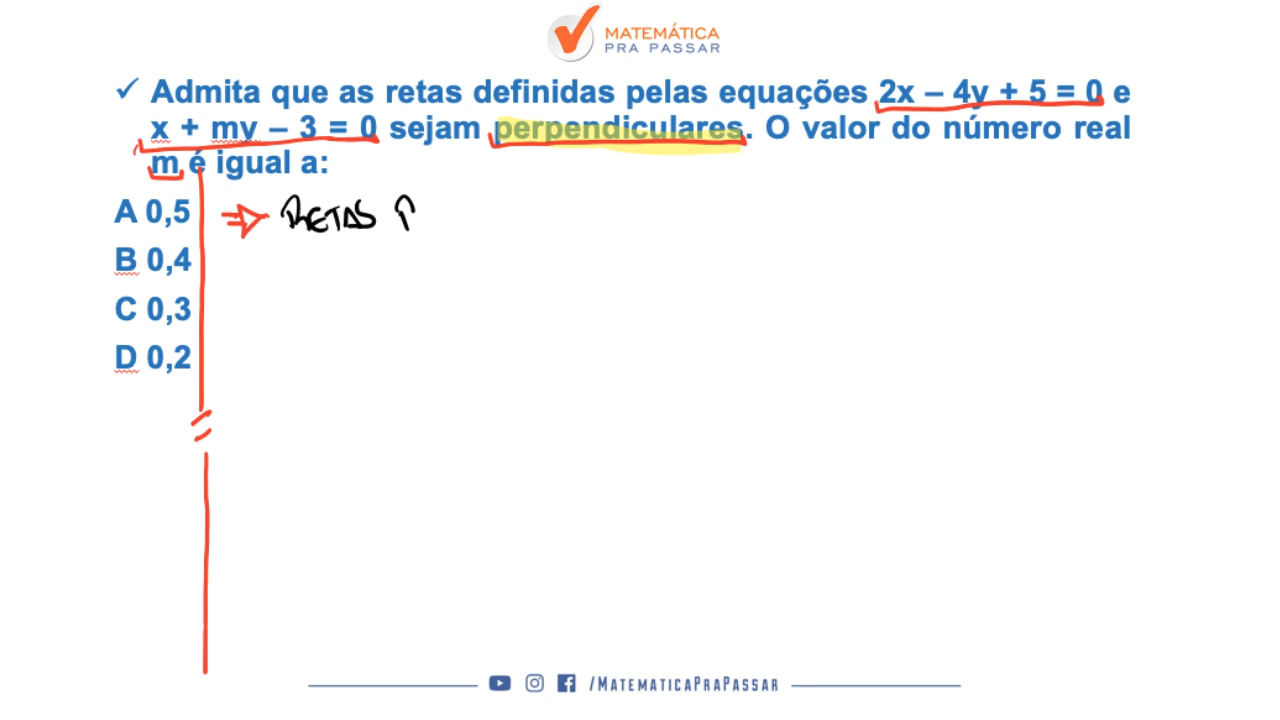 MATEMÁTICA
PRA PASSAR
✓ Admita que as retas definidas pelas equações 2x – 4y + 5 = 0 e
x + my – 3 = 0 sejam perpendiculares. O valor do número real
m é igual a:
A 0,5
RETAS P
B 0,4
C 0,3
D 0,2
/MATEMATICAPRAPASSAR